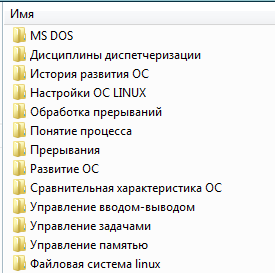 Имя
MS DOS
Дисциплины диспетчеризации
История развития ОС
Настройки ОС LINUX
Обработка прерываний
Понятие процесса
Прерывания
Развитие ОС
Сравнительная характеристика ОС
Управление вводом-выводом
Управление задачами
Управление памятью
Файловая система linux